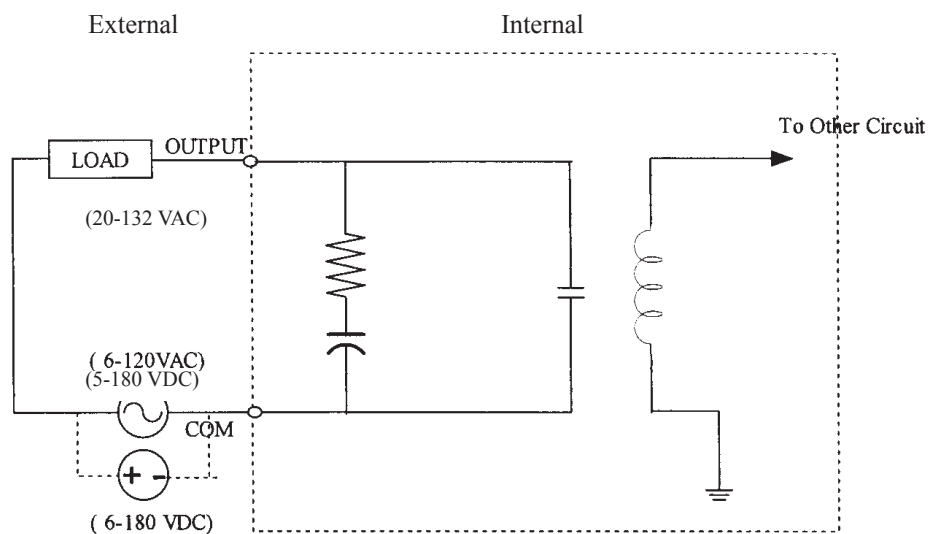 External
Internal
To Other Circuit
OUTPUT
LOAD
(20-132 VAC)
( 6-120VAC)
(5-180 VDC)
COM
+ -
( 6-180 VDC)